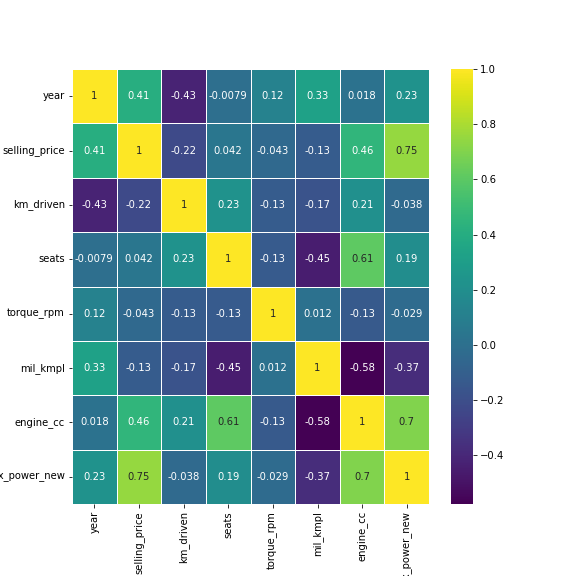 year 1 0.41 -0.43 -0.0079 0.12 0.33 0.018 0.23
selling_price 0.41 1 -0.22 0.042 -0.043 -0.13 0.46 0.75
km_driven -0.43 -0.22 1 0.23 -0.13 -0.17 0.21 -0.038
seats -0.0079 0.042 0.23 1 -0.13 -0.45 0.61 0.19
torque_rpm 0.12 -0.043 -0.13 -0.13 1 0.012 -0.13 -0.029
mil_kmpl 0.33 -0.13 -0.17 -0.45 0.012 1 -0.58 -0.37
engine_cc 0.018 0.46 0.21 0.61 -0.13 -0.58 1 0.7
x_power_new 0.23 0.75 -0.038 0.19 -0.029 -0.37 0.7 1
year
selling_price
km_driven
seats
torque_rpm
mil_kmpl
engine_cc
_power_new
1.0
0.8
0.6
0.4
0.2
0.0
−0.2
−0.4